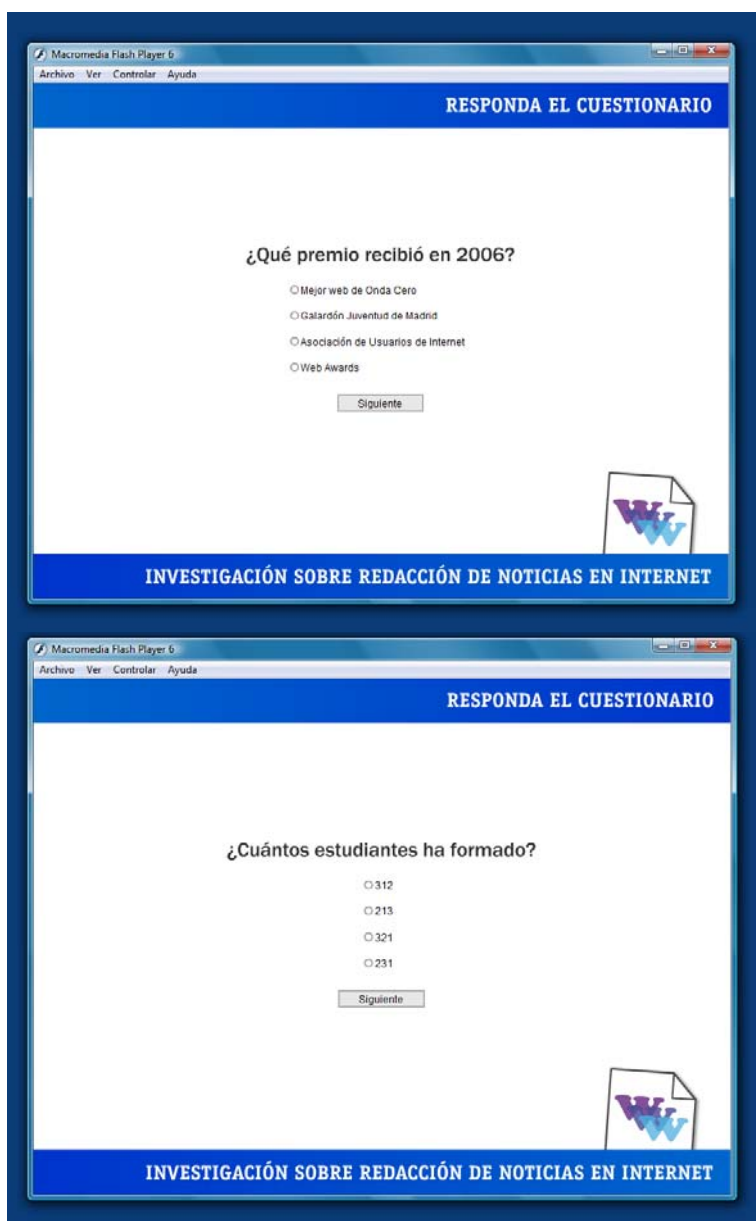 Macromedia Flash Player 6
Archivo Ver Controlar Ayuda
RESPONDA EL CUESTIONARIO
¿Qué premio recibió en 2006?
Mejor web de Onda Cero
Galardón Juventud de Madrid
Asociación de Usuarios de Internet
Web Awards
Siguiente
WWW
INVESTIGACIÓN SOBRE REDACCIÓN DE NOTICIAS EN INTERNET
Macromedia Flash Player 6
Archivo Ver Controlar Ayuda
RESPONDA EL CUESTIONARIO
¿Cuántos estudiantes ha formado?
312
213
321
231
Siguiente
WWW
INVESTIGACIÓN SOBRE REDACCIÓN DE NOTICIAS EN INTERNET